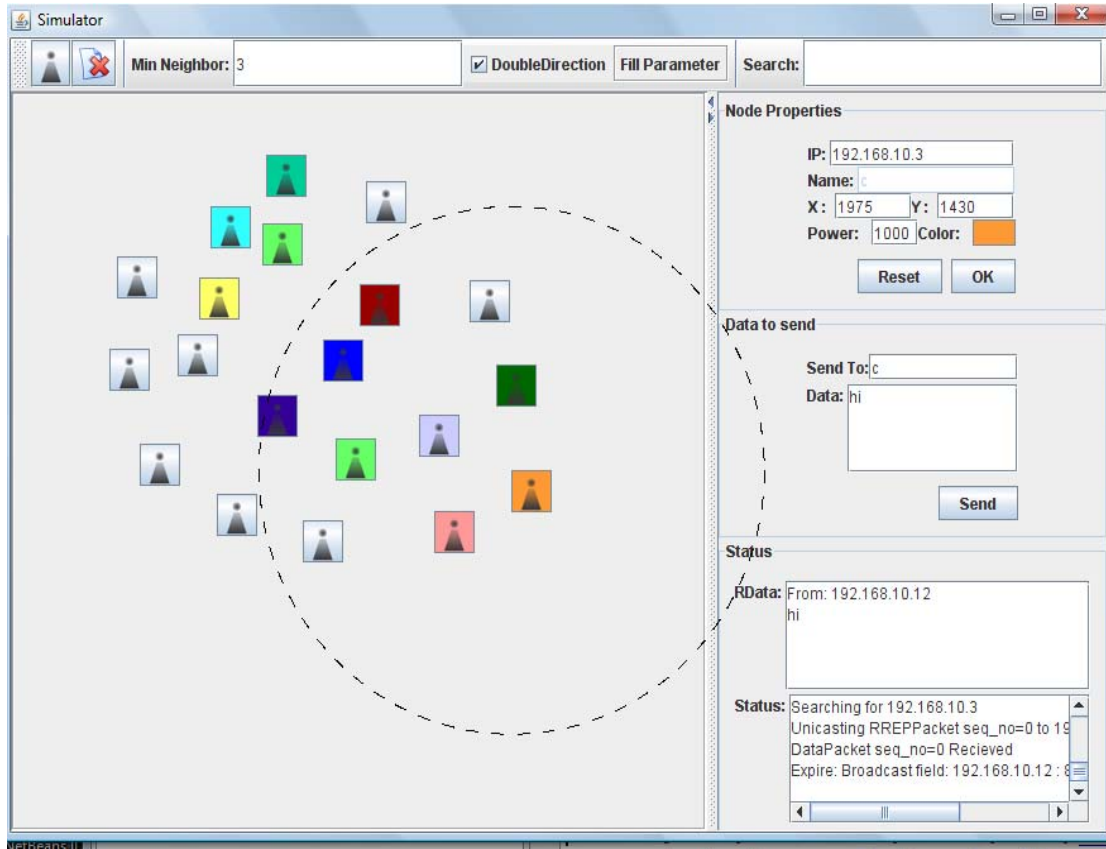 Simulator
Min Neighbor: 3
DoubleDirection
Fill Parameter
Search:
Node Properties
IP: 192.168.10.3
Name: c
X: 1975 Y: 1430
Power: 1000 Color:
Reset OK
Data to send
Send To: c
Data: hi
Send
Status
RData: From: 192.168.10.12
hi
Status: Searching for 192.168.10.3
Unicasting RREPPacket seq_no=0 to 19
DataPacket seq_no=0 Recieved
Expire: Broadcast field: 192.168.10.12 : 8
NetBeans